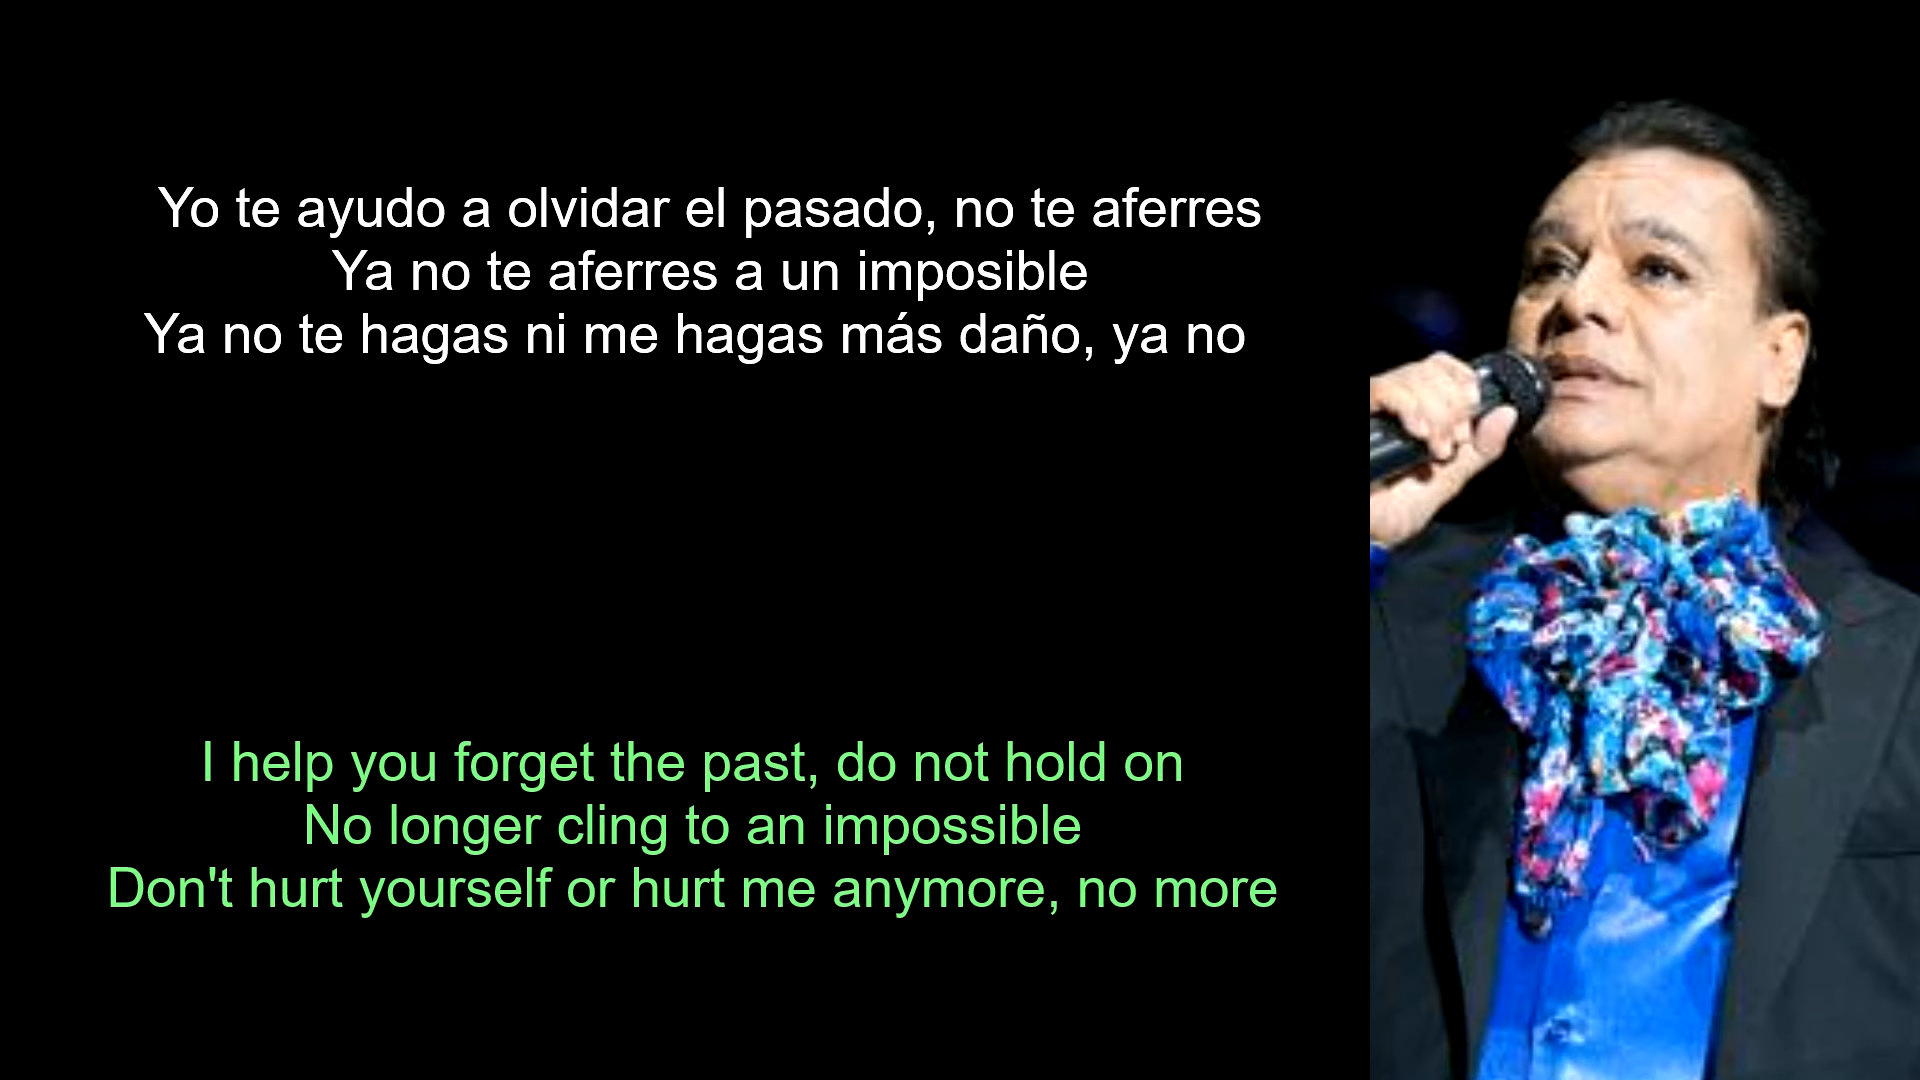 Yo te ayudo a olvidar el pasado, no te aferres
Ya no te aferres a un imposible
Ya no te hagas ni me hagas más daño, ya no
I help you forget the past, do not hold on
No longer cling to an impossible
Don't hurt yourself or hurt me anymore, no more